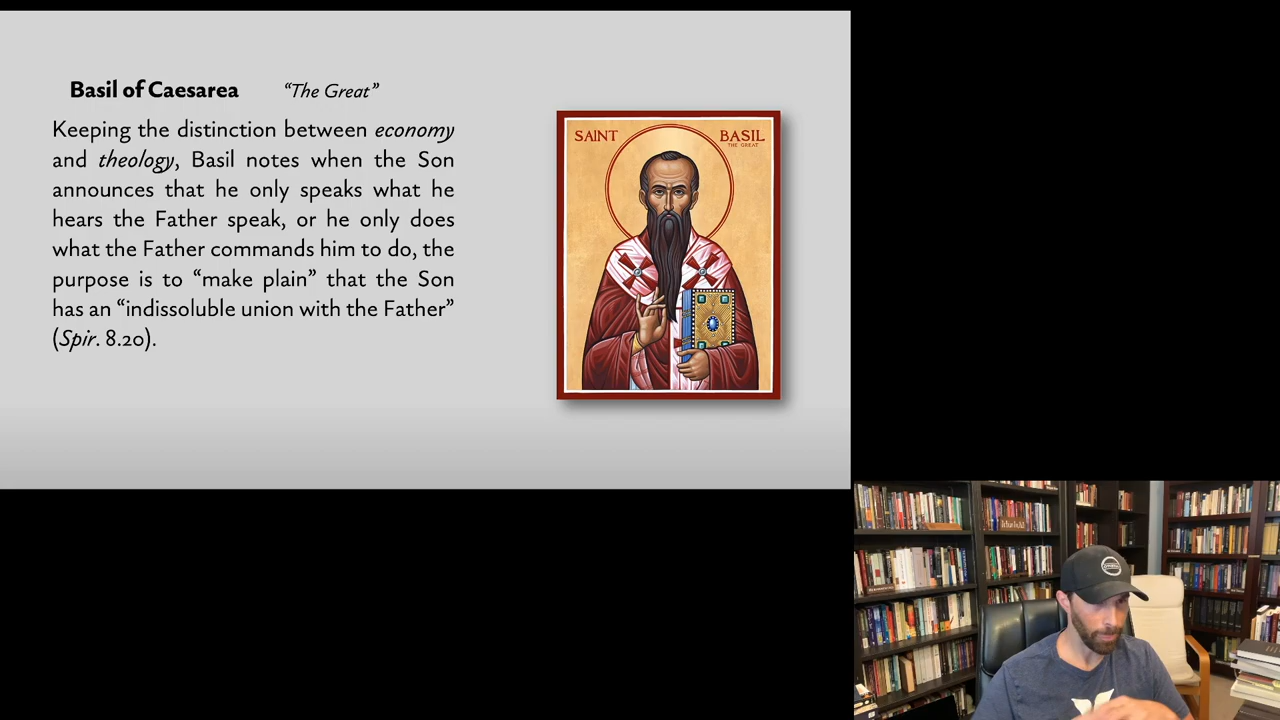 Basil of Caesarea “The Great”
Keeping the distinction between economy
and theology, Basil notes when the Son
announces that he only speaks what he
hears the Father speak, or he only does
what the Father commands him to do, the
purpose is to “make plain” that the Son
has an “indissoluble union with the Father”
(Spir. 8.20).
SAINT BASIL
THE GREAT